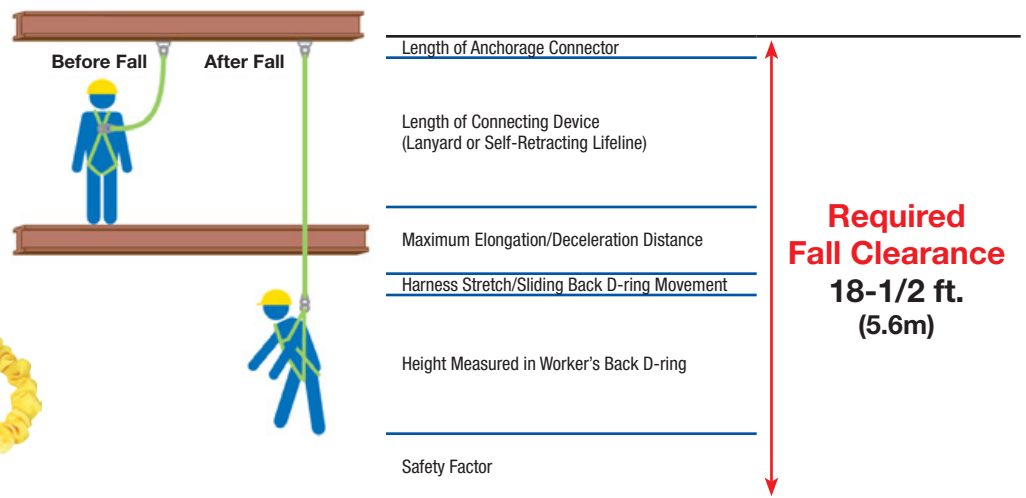 Before Fall
After Fall
Length of Anchorage Connector
Length of Connecting Device
(Lanyard or Self-Retracting Lifeline)
Maximum Elongation/Deceleration Distance
Harness Stretch/Sliding Back D-ring Movement
Height Measured in Worker's Back D-ring
Safety Factor
Required
Fall Clearance
18-1/2 ft.
(5.6m)